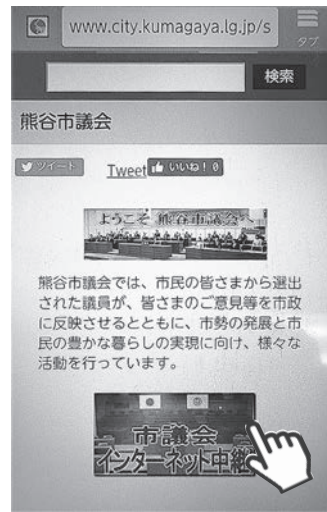 www.city.kumagaya.lg.jp/s
タブ
検索
熊谷市議会
ツイート Tweet いいね！ 0
ようこそ 熊谷市議会へ
熊谷市議会では、市民の皆さまから選出
された議員が、皆さまのご意見等を市政
に反映させるとともに、市勢の発展と市
民の豊かな暮らしの実現に向け、様々な
活動を行っています。
市議会
インターネット中継